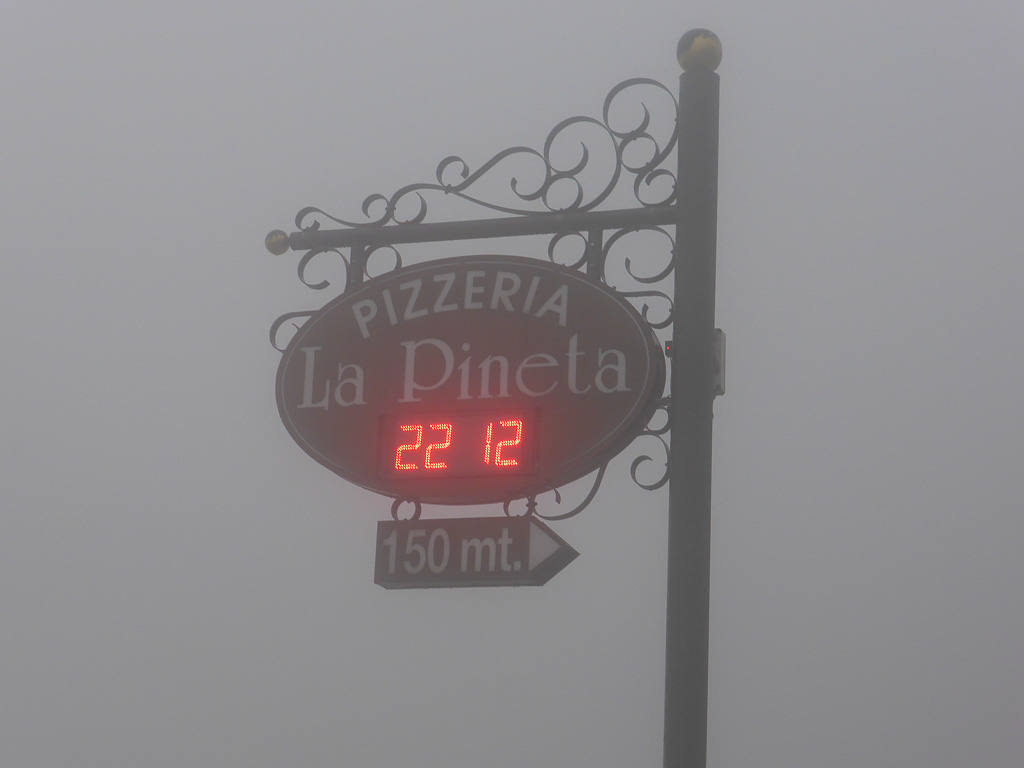 PIZZERIA
La Pineta
22 12
150 mt.